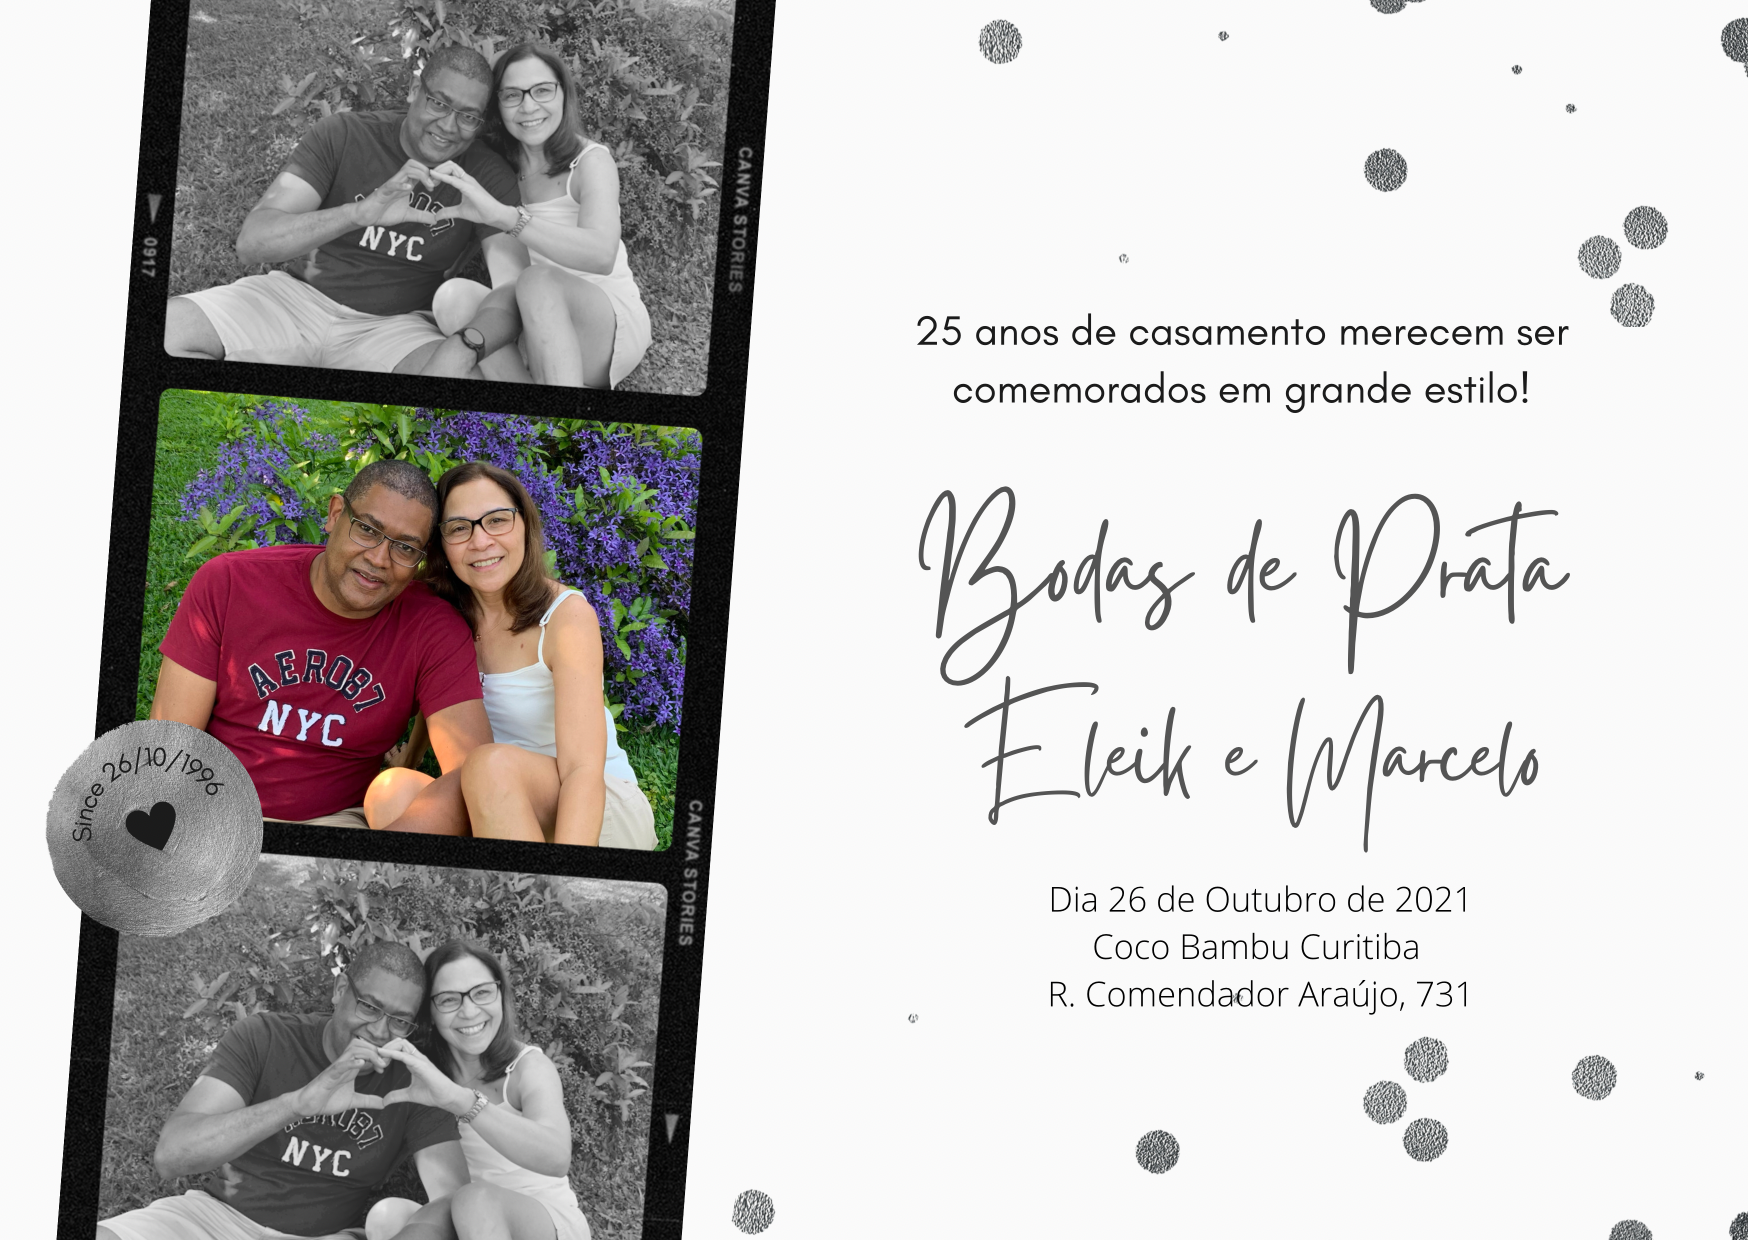 CANVA STORIES
0917
NYC
AERO87
NYC
Since 26/10/1996
CANVA STORIES
NYC
25 anos de casamento merecem ser
comemorados em grande estilo!
Bodas de Prata
Eleik e Marcelo
Dia 26 de Outubro de 2021
Coco Bambu Curitiba
R. Comendador Araújo, 731